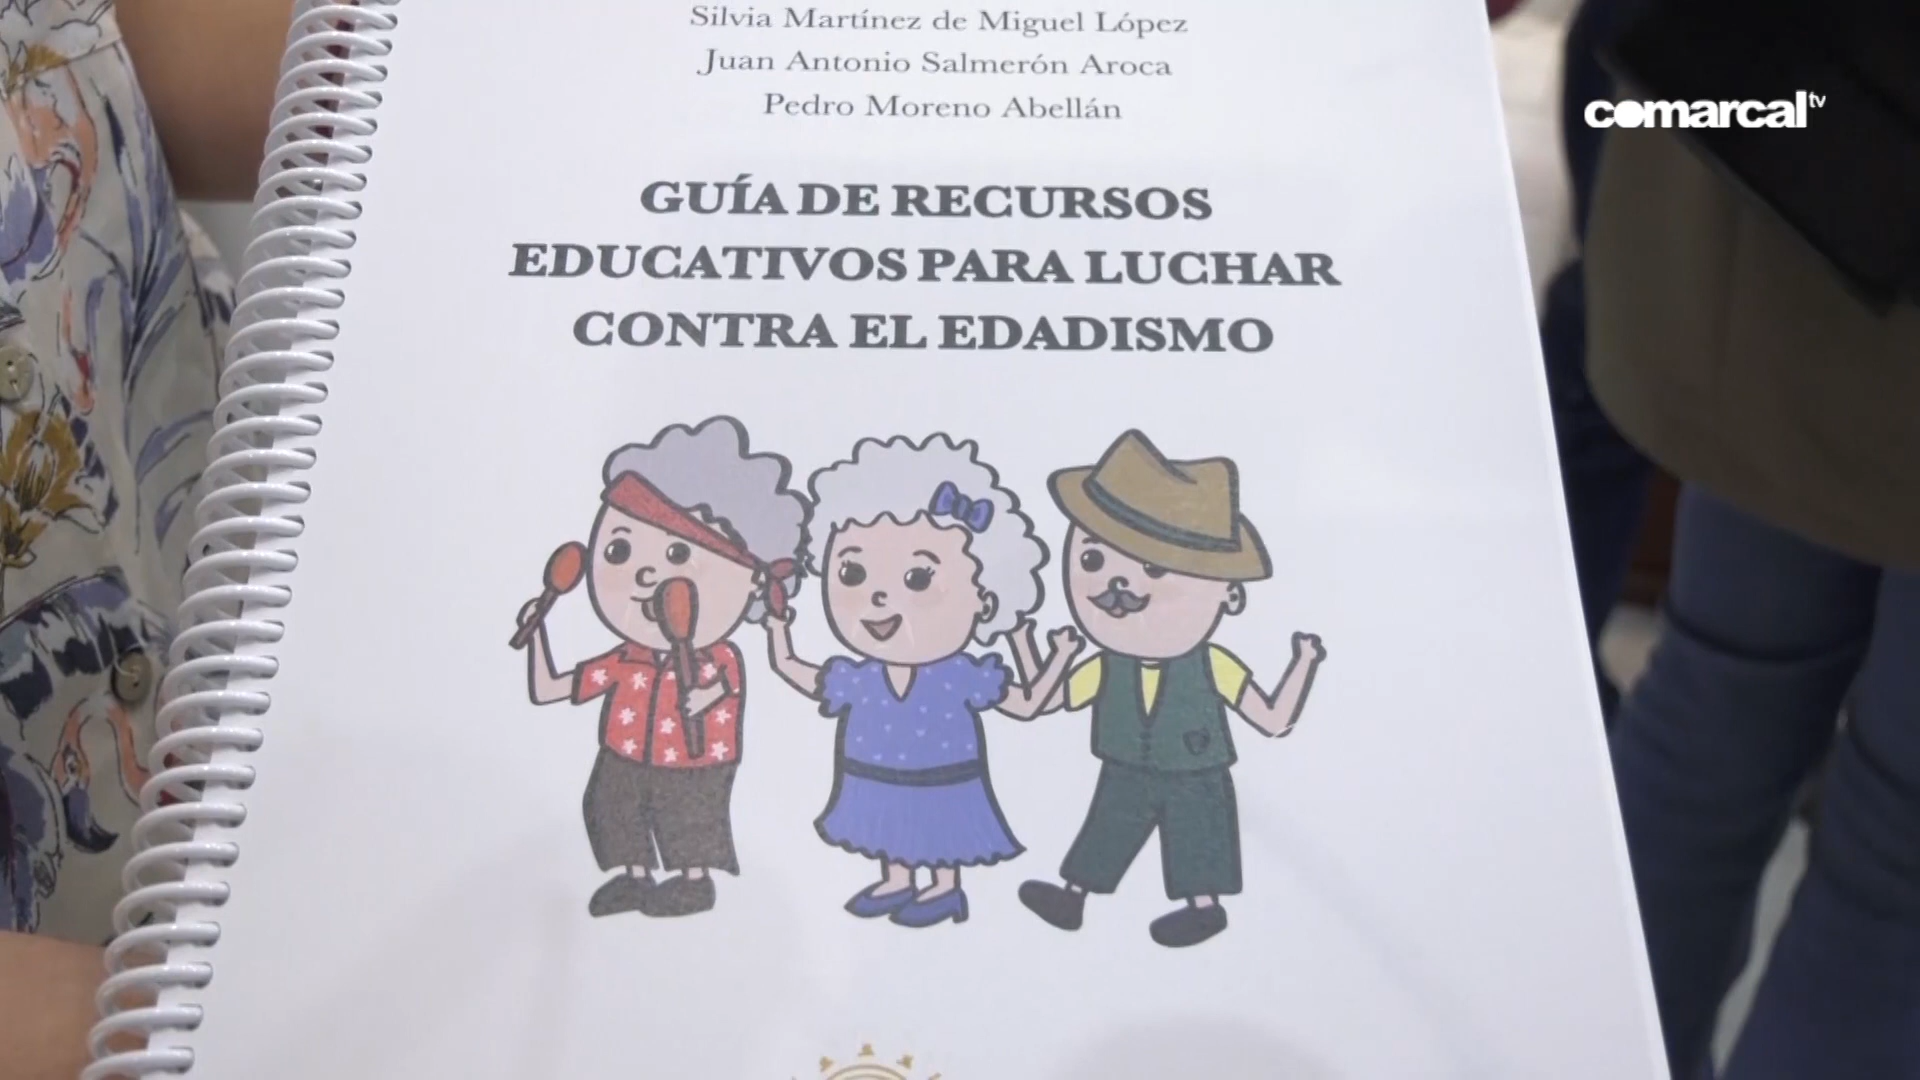 Silvia Martínez de Miguel López
Juan Antonio Salmerón Aroca
Pedro Moreno Abellán
comarcal tv
GUÍA DE RECURSOS
EDUCATIVOS PARA LUCHAR
CONTRA EL EDADISMO